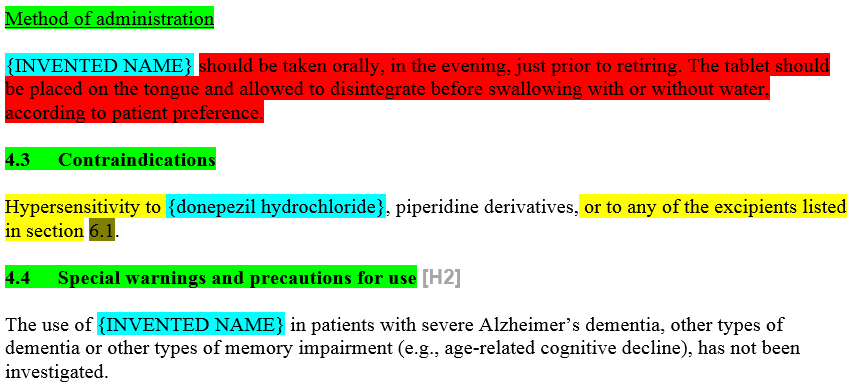 Method of administration
{INVENTED NAME} should be taken orally, in the evening, just prior to retiring. The tablet should
be placed on the tongue and allowed to disintegrate before swallowing with or without water,
according to patient preference.
4.3 Contraindications
Hypersensitivity to {donepezil hydrochloride}, piperidine derivatives, or to any of the excipients listed
in section 6.1.
4.4 Special warnings and precautions for use [H2]
The use of {INVENTED NAME} in patients with severe Alzheimer’s dementia, other types of
dementia or other types of memory impairment (e.g., age-related cognitive decline), has not been
investigated.